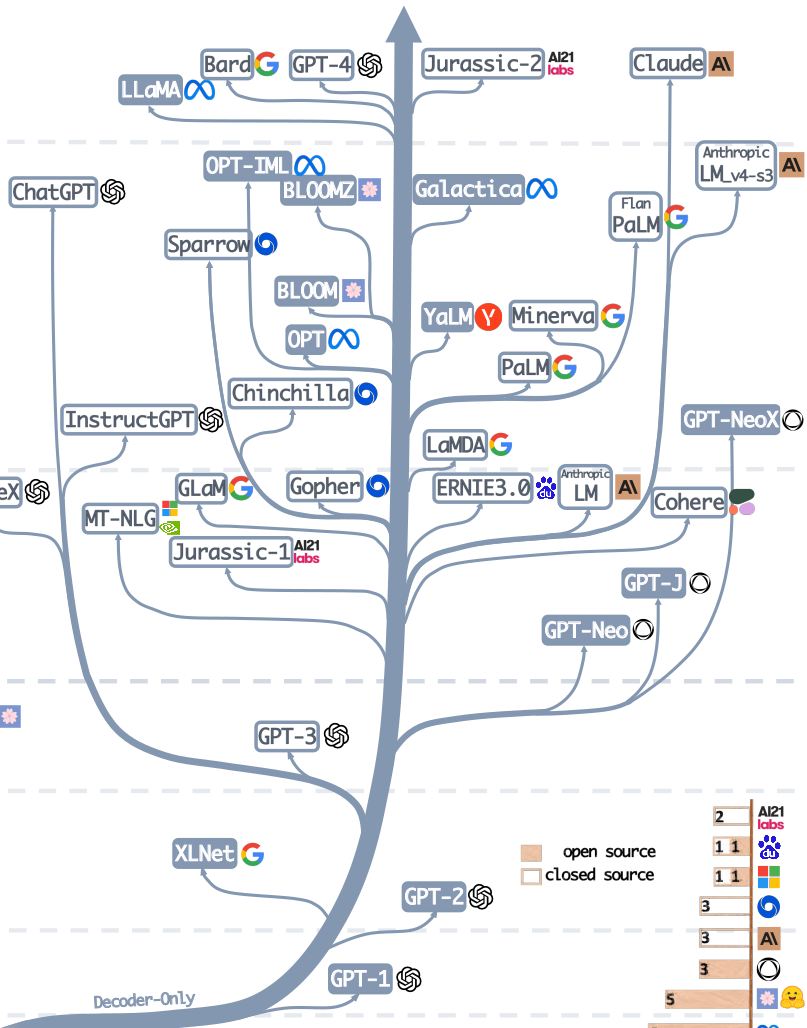 Bard
GPT-4
Jurassic-2
AI21
labs
Claude
A\
LLaMA
Anthropic
LM_v4-s3
A\
OPT-IML
ChatGPT
BLOOMZ
Galactica
Flan
PaLM
Sparrow
BLOOM
YaLM
Y
Minerva
OPT
PaLM
Chinchilla
InstructGPT
GPT-NeoX
LaMDA
eX
GLaM
Gopher
ERNIE3.0
du
Anthropic
LM
A\
Cohere
MT-NLG
Jurassic-1
AI21
labs
GPT-J
GPT-Neo
GPT-3
2
AI21
labs
XLNet
open source
1 1
du
closed source
1 1
GPT-2
3
3
A\
GPT-1
3
Decoder-Only
5